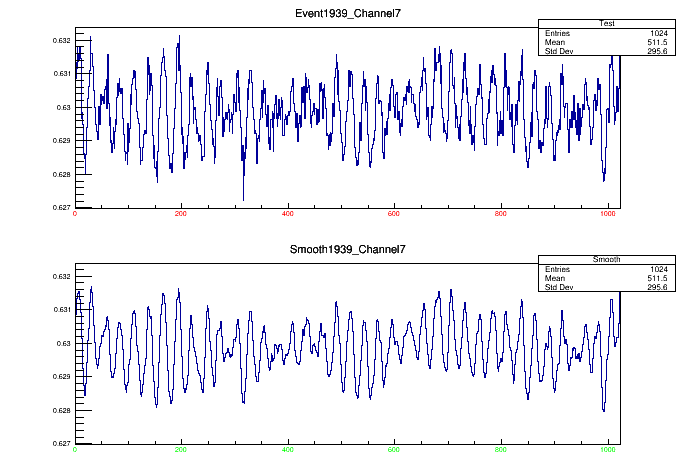 Event1939_Channel7
Test
Entries 1024
Mean 511.5
Std Dev 295.6
0.632
0.631
0.63
0.629
0.628
0.627
0 200 400 600 800 1000
Smooth1939_Channel7
Smooth
Entries 1024
Mean 511.5
Std Dev 295.6
0.632
0.631
0.63
0.629
0.628
0.627
0 200 400 600 800 1000